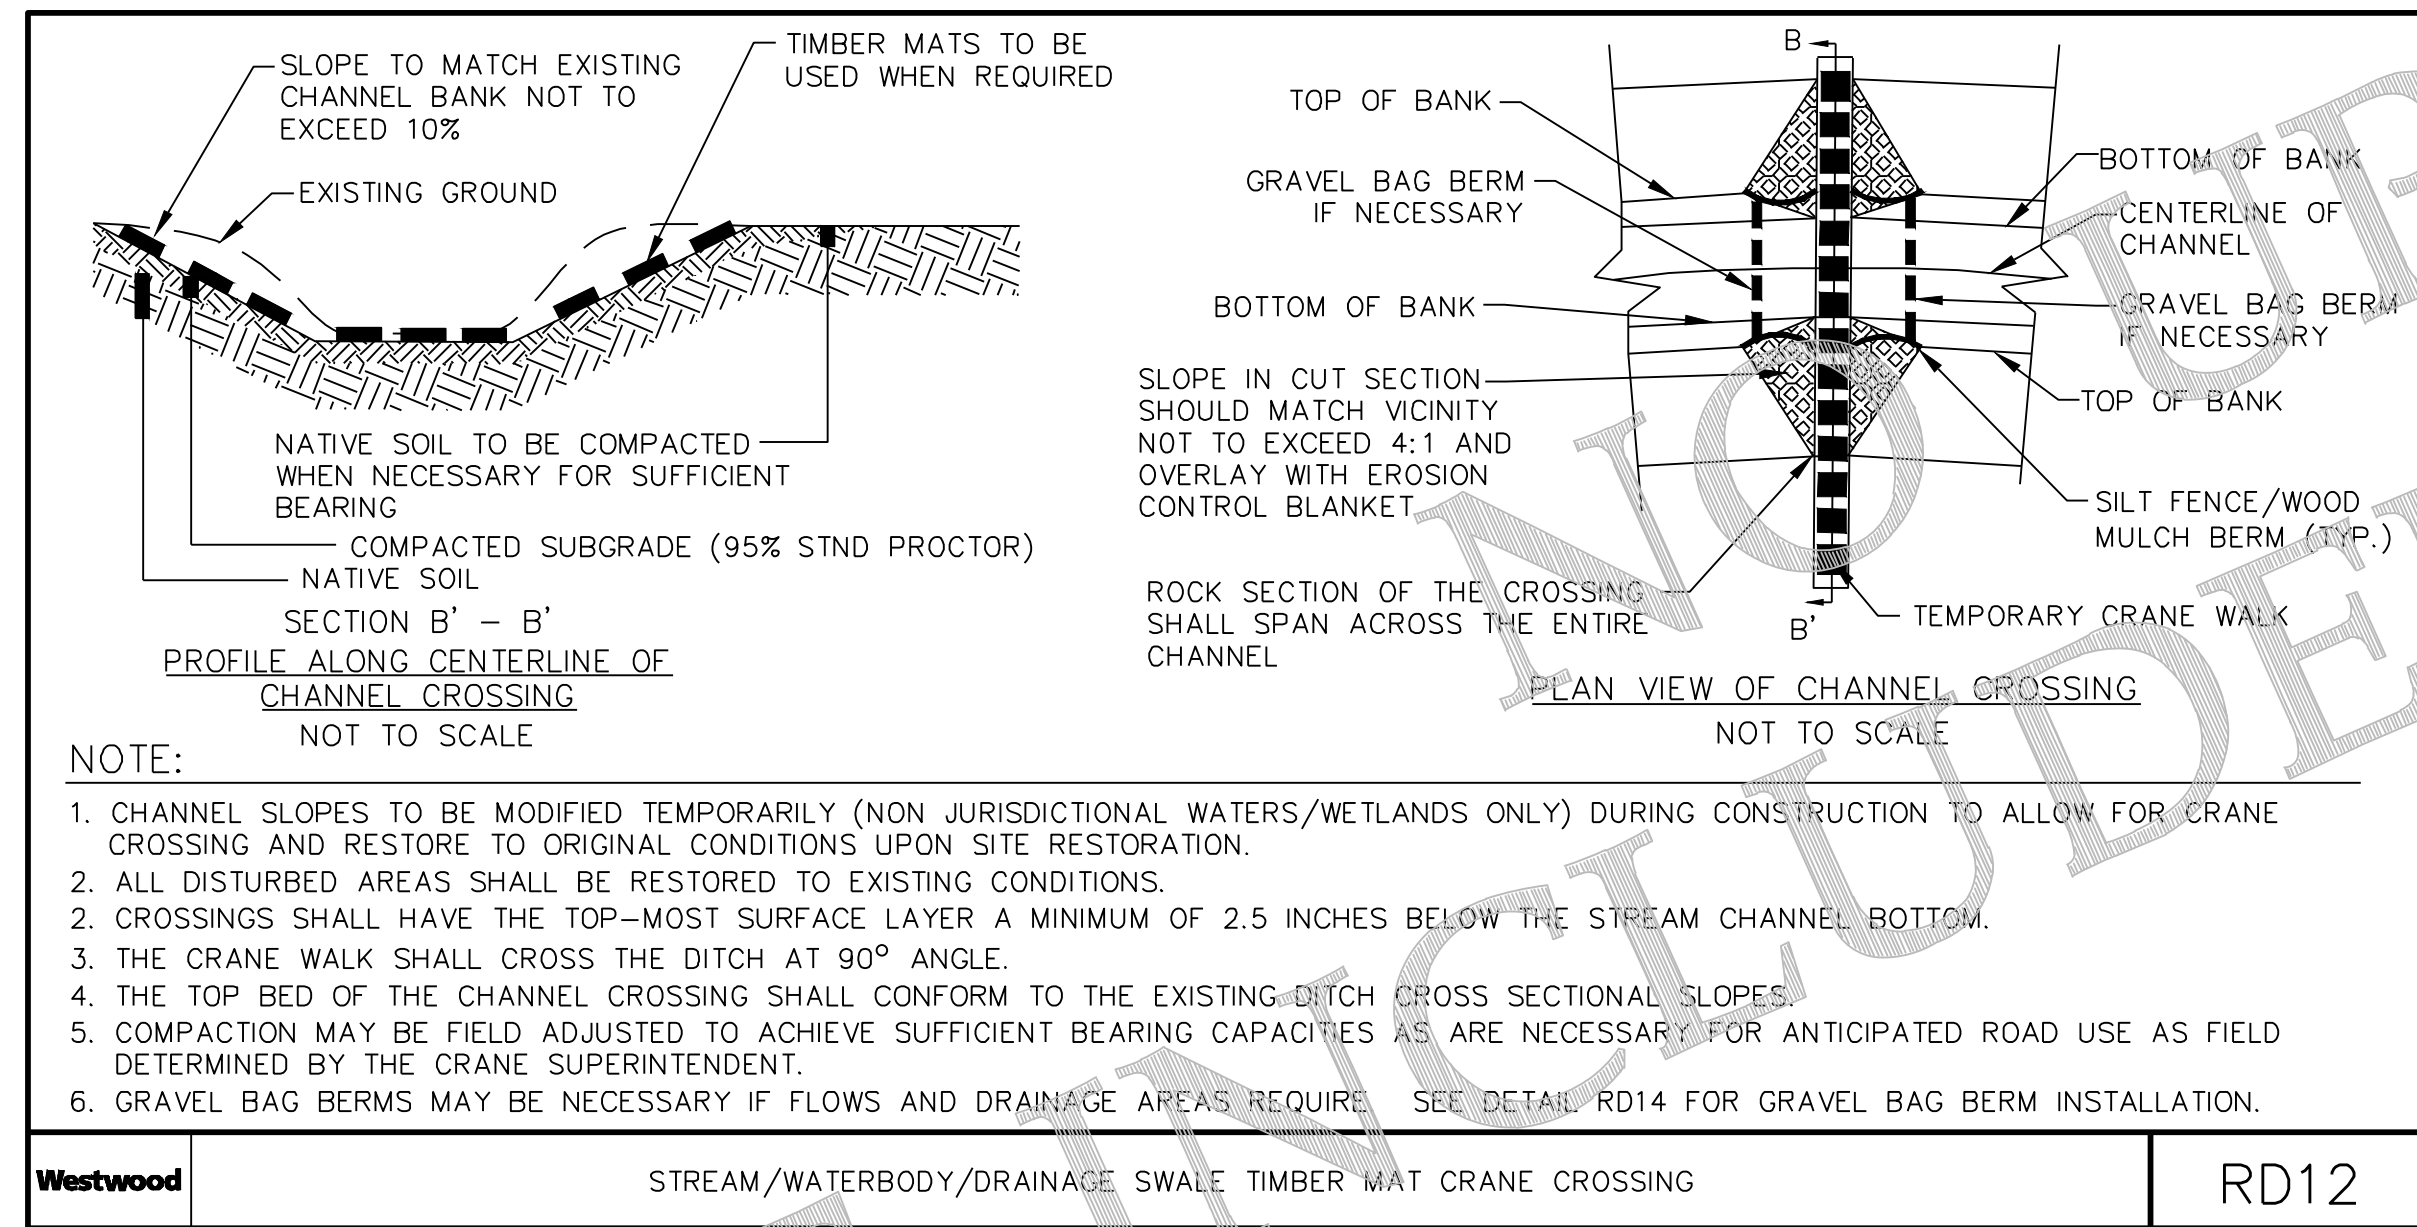 SLOPE TO MATCH EXISTING
CHANNEL BANK NOT TO
EXCEED 10%
TIMBER MATS TO BE
USED WHEN REQUIRED
EXISTING GROUND
NATIVE SOIL TO BE COMPACTED
WHEN NECESSARY FOR SUFFICIENT
BEARING
COMPACTED SUBGRADE (95% STND PROCTOR)
NATIVE SOIL
SECTION B' – B'
PROFILE ALONG CENTERLINE OF
CHANNEL CROSSING
NOT TO SCALE
B
TOP OF BANK
GRAVEL BAG BERM
IF NECESSARY
BOTTOM OF BANK
SLOPE IN CUT SECTION
SHOULD MATCH VICINITY
NOT TO EXCEED 4:1 AND
OVERLAY WITH EROSION
CONTROL BLANKET
ROCK SECTION OF THE CROSSING
SHALL SPAN ACROSS THE ENTIRE
CHANNEL
BOTTOM OF BANK
CENTERLINE OF
CHANNEL
GRAVEL BAG BERM
IF NECESSARY
TOP OF BANK
SILT FENCE/WOOD
MULCH BERM (TYP.)
TEMPORARY CRANE WALK
B'
PLAN VIEW OF CHANNEL CROSSING
NOT TO SCALE
NOTE:
1. CHANNEL SLOPES TO BE MODIFIED TEMPORARILY (NON JURISDICTIONAL WATERS/WETLANDS ONLY) DURING CONSTRUCTION TO ALLOW FOR CRANE
CROSSING AND RESTORE TO ORIGINAL CONDITIONS UPON SITE RESTORATION.
2. ALL DISTURBED AREAS SHALL BE RESTORED TO EXISTING CONDITIONS.
2. CROSSINGS SHALL HAVE THE TOP–MOST SURFACE LAYER A MINIMUM OF 2.5 INCHES BELOW THE STREAM CHANNEL BOTTOM.
3. THE CRANE WALK SHALL CROSS THE DITCH AT 90° ANGLE.
4. THE TOP BED OF THE CHANNEL CROSSING SHALL CONFORM TO THE EXISTING DITCH CROSS SECTIONAL SLOPES.
5. COMPACTION MAY BE FIELD ADJUSTED TO ACHIEVE SUFFICIENT BEARING CAPACITIES AS ARE NECESSARY FOR ANTICIPATED ROAD USE AS FIELD
DETERMINED BY THE CRANE SUPERINTENDENT.
6. GRAVEL BAG BERMS MAY BE NECESSARY IF FLOWS AND DRAINAGE AREAS REQUIRE SEE DETAIL RD14 FOR GRAVEL BAG BERM INSTALLATION.
Westwood
STREAM/WATERBODY/DRAINAGE SWALE TIMBER MAT CRANE CROSSING
RD12
NO